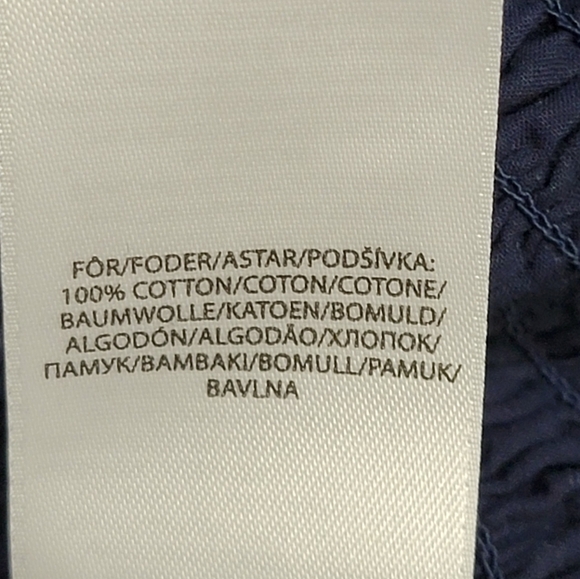 FÔR/FODER/ASTAR/PODŠÍVKA:
100% COTTON/COTON/COTONE/
BAUMWOLLE/KATOEN/BOMULD/
ALGODÓN/ALGODÃO/ХЛОПОК/
ПАМУК/BAMBAKI/BOMULL/PAMUK/
BAVLNA